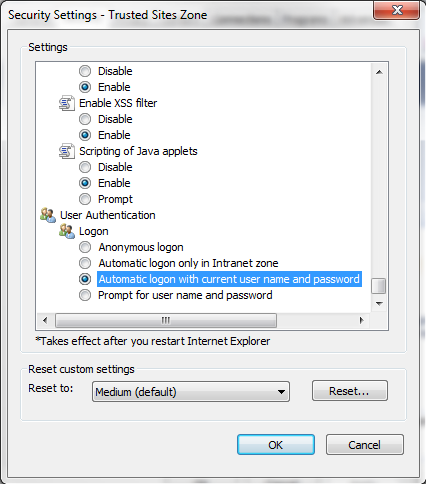 Security Settings - Trusted Sites Zone
Settings
Disable
Enable
Enable XSS filter
Disable
Enable
Scripting of Java applets
Disable
Enable
Prompt
User Authentication
Logon
Anonymous logon
Automatic logon only in Intranet zone
Automatic logon with current user name and password
Prompt for user name and password
*Takes effect after you restart Internet Explorer
Reset custom settings
Reset to: Medium (default) Reset...
OK Cancel